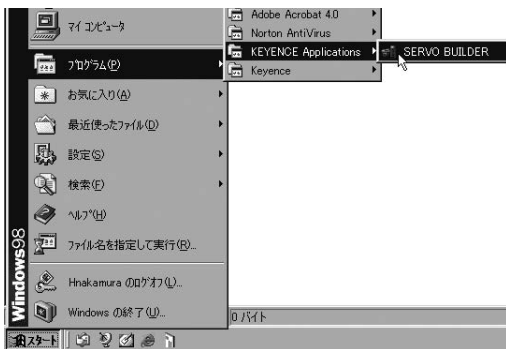 マイ コンピュータ
プログラム(P)
お気に入り(A)
最近使ったファイル(D)
設定(S)
検索(F)
ヘルプ(H)
ファイル名を指定して実行(R)...
Hnakamura のログオフ(L)...
Windows の終了(U)...
Windows98
Adobe Acrobat 4.0
Norton AntiVirus
KEYENCE Applications
Keyence
SERVO BUILDER
0 バイト
スタート